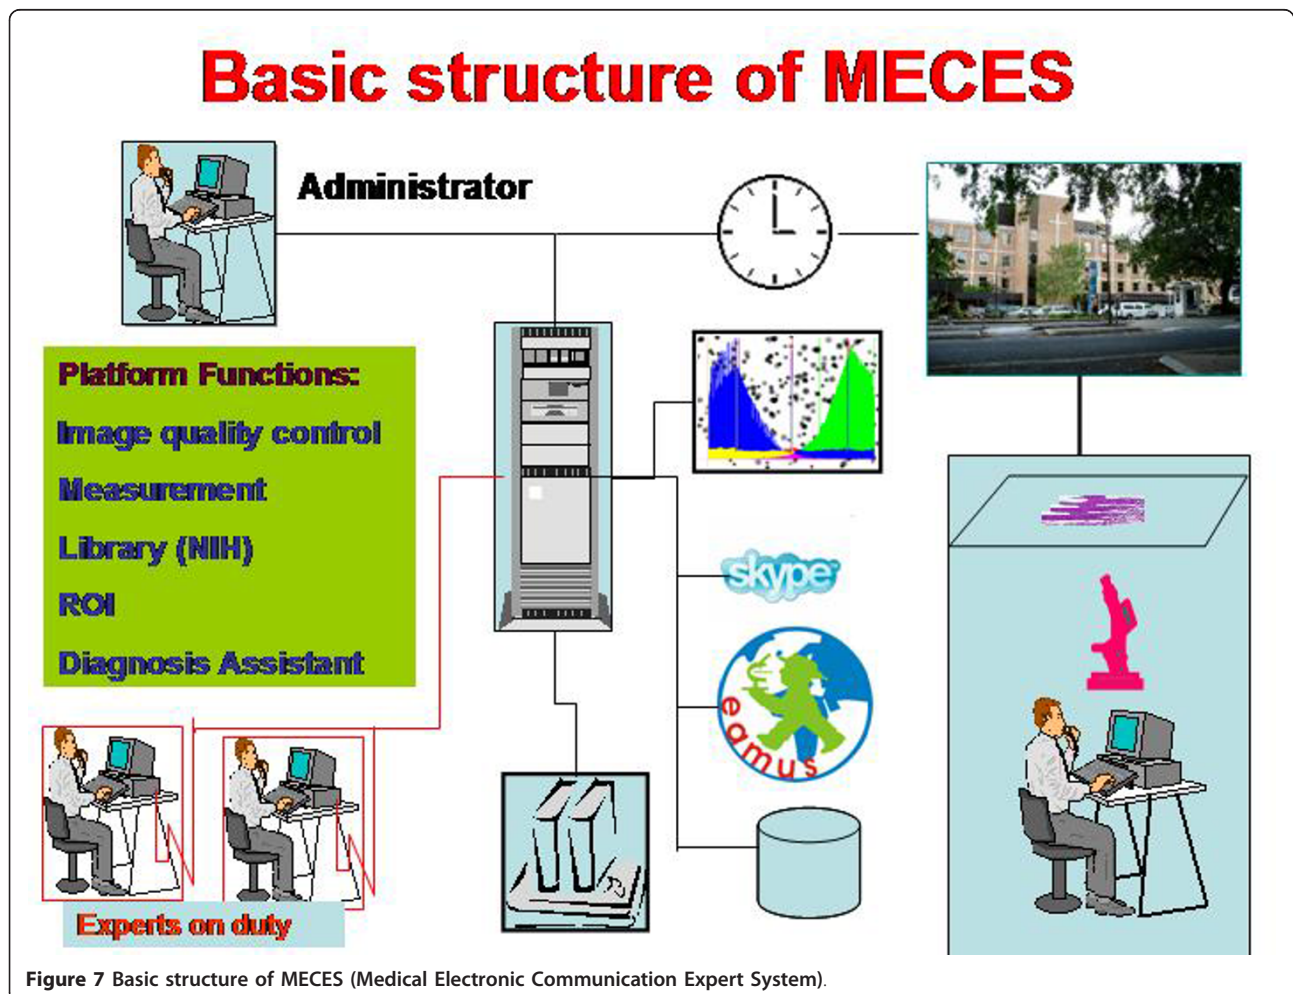 Basic structure of MECES
Administrator
Platform Functions:
Image quality control
Measurement
Library (NIH)
ROI
Diagnosis Assistant
skype
eamus
Experts on duty
Figure 7 Basic structure of MECES (Medical Electronic Communication Expert System).